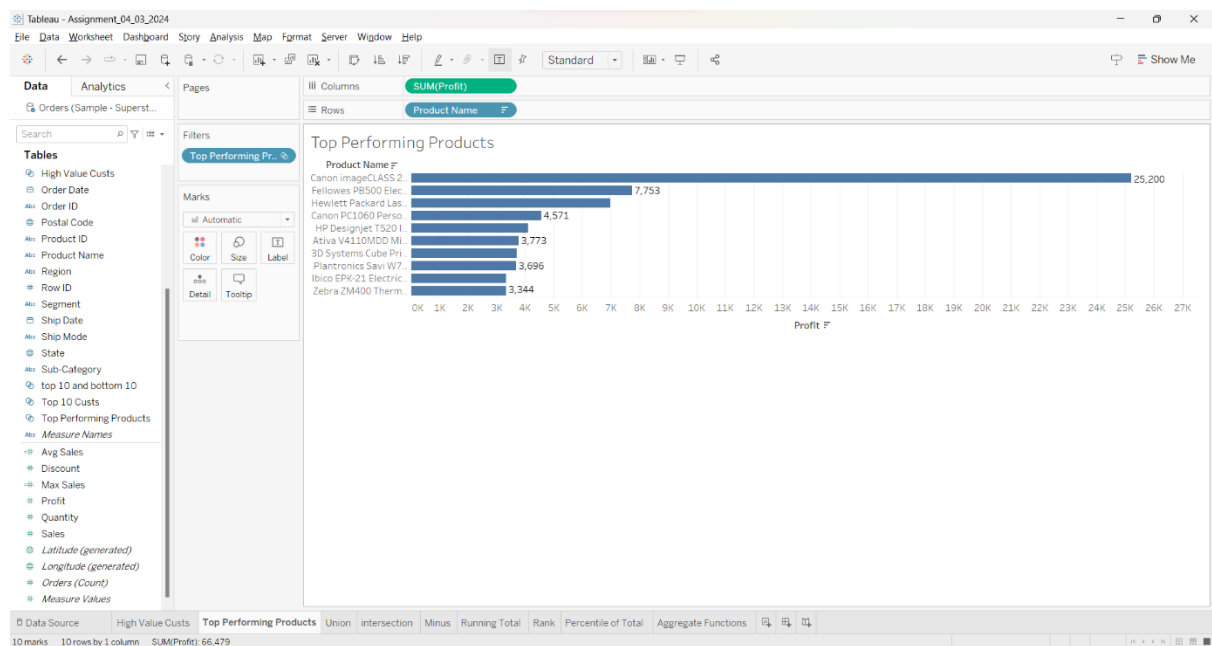 Tableau - Assignment_04_03_2024
File Data Worksheet Dashboard Story Analysis Map Format Server Window Help
Standard
Show Me
Data Analytics
Orders (Sample - Superst...
Search
Tables
High Value Custs
Order Date
Abc Order ID
Postal Code
Abc Product ID
Abc Product Name
Abc Region
# Row ID
Abc Segment
Ship Date
Abc Ship Mode
State
Abc Sub-Category
top 10 and bottom 10
Top 10 Custs
Top Performing Products
Abc Measure Names
=# Avg Sales
# Discount
=# Max Sales
# Profit
# Quantity
# Sales
Latitude (generated)
Longitude (generated)
# Orders (Count)
# Measure Values
Pages
Filters
Top Performing Pr..
Marks
Automatic
Color Size Label
Detail Tooltip
Columns SUM(Profit)
Rows Product Name
Top Performing Products
Product Name
Canon imageCLASS 2.. 25,200
Fellowes PB500 Elec.. 7,753
Hewlett Packard Las..
Canon PC1060 Perso.. 4,571
HP Designjet T520 I..
Ativa V4110MDD Mi.. 3,773
3D Systems Cube Pri..
Plantronics Savi W7.. 3,696
Ibico EPK-21 Electric..
Zebra ZM400 Therm.. 3,344
0K 1K 2K 3K 4K 5K 6K 7K 8K 9K 10K 11K 12K 13K 14K 15K 16K 17K 18K 19K 20K 21K 22K 23K 24K 25K 26K 27K
Profit
Data Source High Value Custs Top Performing Products Union intersection Minus Running Total Rank Percentile of Total Aggregate Functions
10 marks 10 rows by 1 column SUM(Profit): 66,479